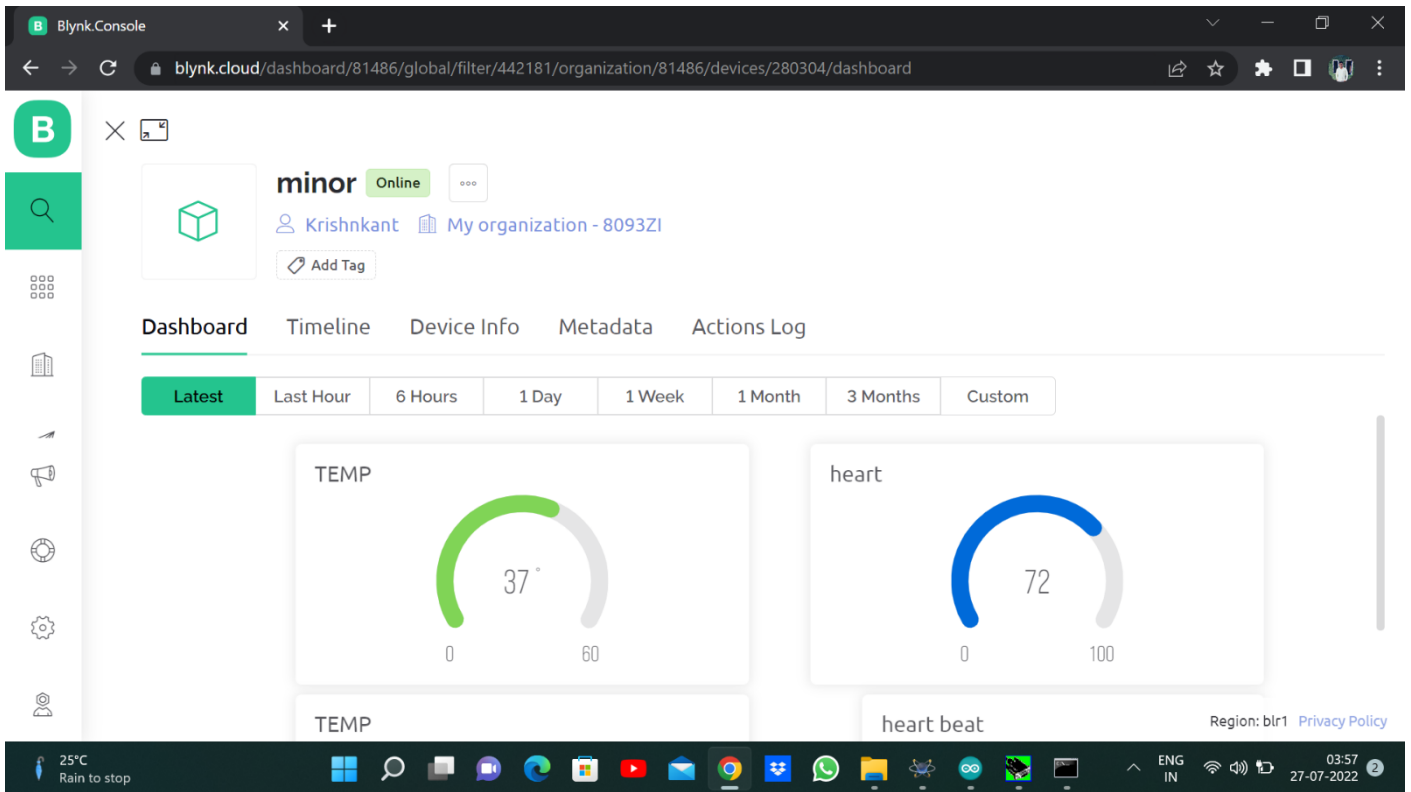 B Blynk.Console
blynk.cloud/dashboard/81486/global/filter/442181/organization/81486/devices/280304/dashboard
B
minor Online
Krishnkant My organization - 8093ZI
Add Tag
Dashboard Timeline Device Info Metadata Actions Log
Latest Last Hour 6 Hours 1 Day 1 Week 1 Month 3 Months Custom
TEMP heart
37° 72
0 60 0 100
TEMP heart beat
Region: blr1 Privacy Policy
25°C ENG 03:57
Rain to stop IN 27-07-2022 2